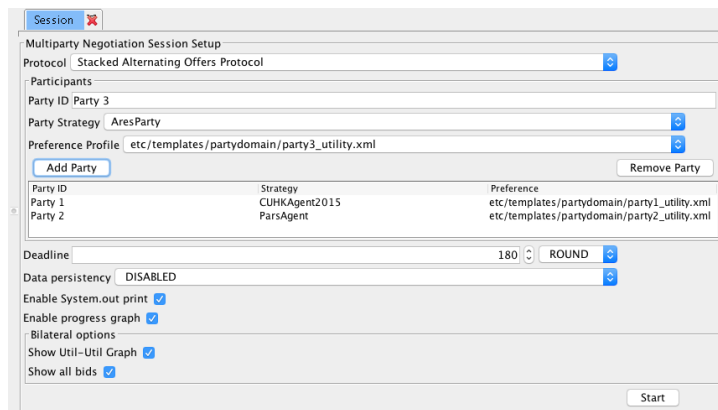 Session
Multiparty Negotiation Session Setup
Protocol Stacked Alternating Offers Protocol
Participants
Party ID Party 3
Party Strategy AresParty
Preference Profile etc/templates/partydomain/party3_utility.xml
Add Party Remove Party
Party ID Strategy Preference
Party 1 CUHKAgent2015 etc/templates/partydomain/party1_utility.xml
Party 2 ParsAgent etc/templates/partydomain/party2_utility.xml
Deadline 180 ROUND
Data persistency DISABLED
Enable System.out print
Enable progress graph
Bilateral options
Show Util-Util Graph
Show all bids
Start